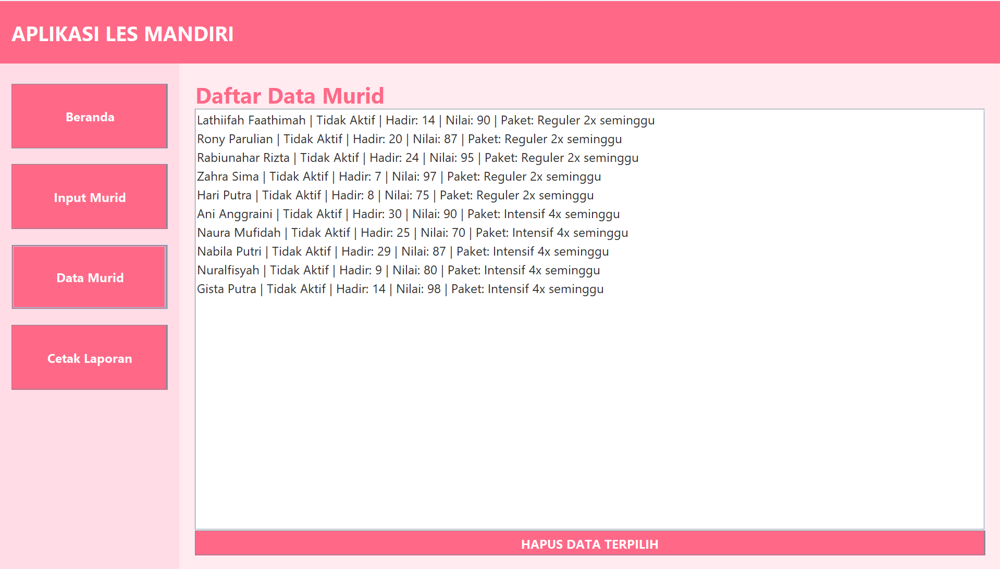 APLIKASI LES MANDIRI
Beranda
Input Murid
Data Murid
Cetak Laporan
Daftar Data Murid
Lathiifah Faathimah | Tidak Aktif | Hadir: 14 | Nilai: 90 | Paket: Reguler 2x seminggu
Rony Parulian | Tidak Aktif | Hadir: 20 | Nilai: 87 | Paket: Reguler 2x seminggu
Rabiunahar Rizta | Tidak Aktif | Hadir: 24 | Nilai: 95 | Paket: Reguler 2x seminggu
Zahra Sima | Tidak Aktif | Hadir: 7 | Nilai: 97 | Paket: Reguler 2x seminggu
Hari Putra | Tidak Aktif | Hadir: 8 | Nilai: 75 | Paket: Reguler 2x seminggu
Ani Anggraini | Tidak Aktif | Hadir: 30 | Nilai: 90 | Paket: Intensif 4x seminggu
Naura Mufidah | Tidak Aktif | Hadir: 25 | Nilai: 70 | Paket: Intensif 4x seminggu
Nabila Putri | Tidak Aktif | Hadir: 29 | Nilai: 87 | Paket: Intensif 4x seminggu
Nuralfisyah | Tidak Aktif | Hadir: 9 | Nilai: 80 | Paket: Intensif 4x seminggu
Gista Putra | Tidak Aktif | Hadir: 14 | Nilai: 98 | Paket: Intensif 4x seminggu
HAPUS DATA TERPILIH